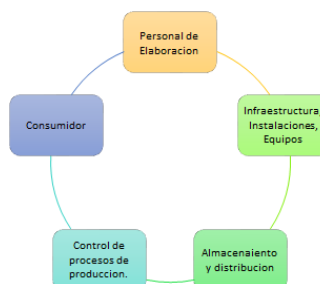 Personal de
Elaboracion
Infraestructura,
Instalaciones,
Equipos
Almacenaiento
y distribucion
Control de
procesos de
produccion.
Consumidor